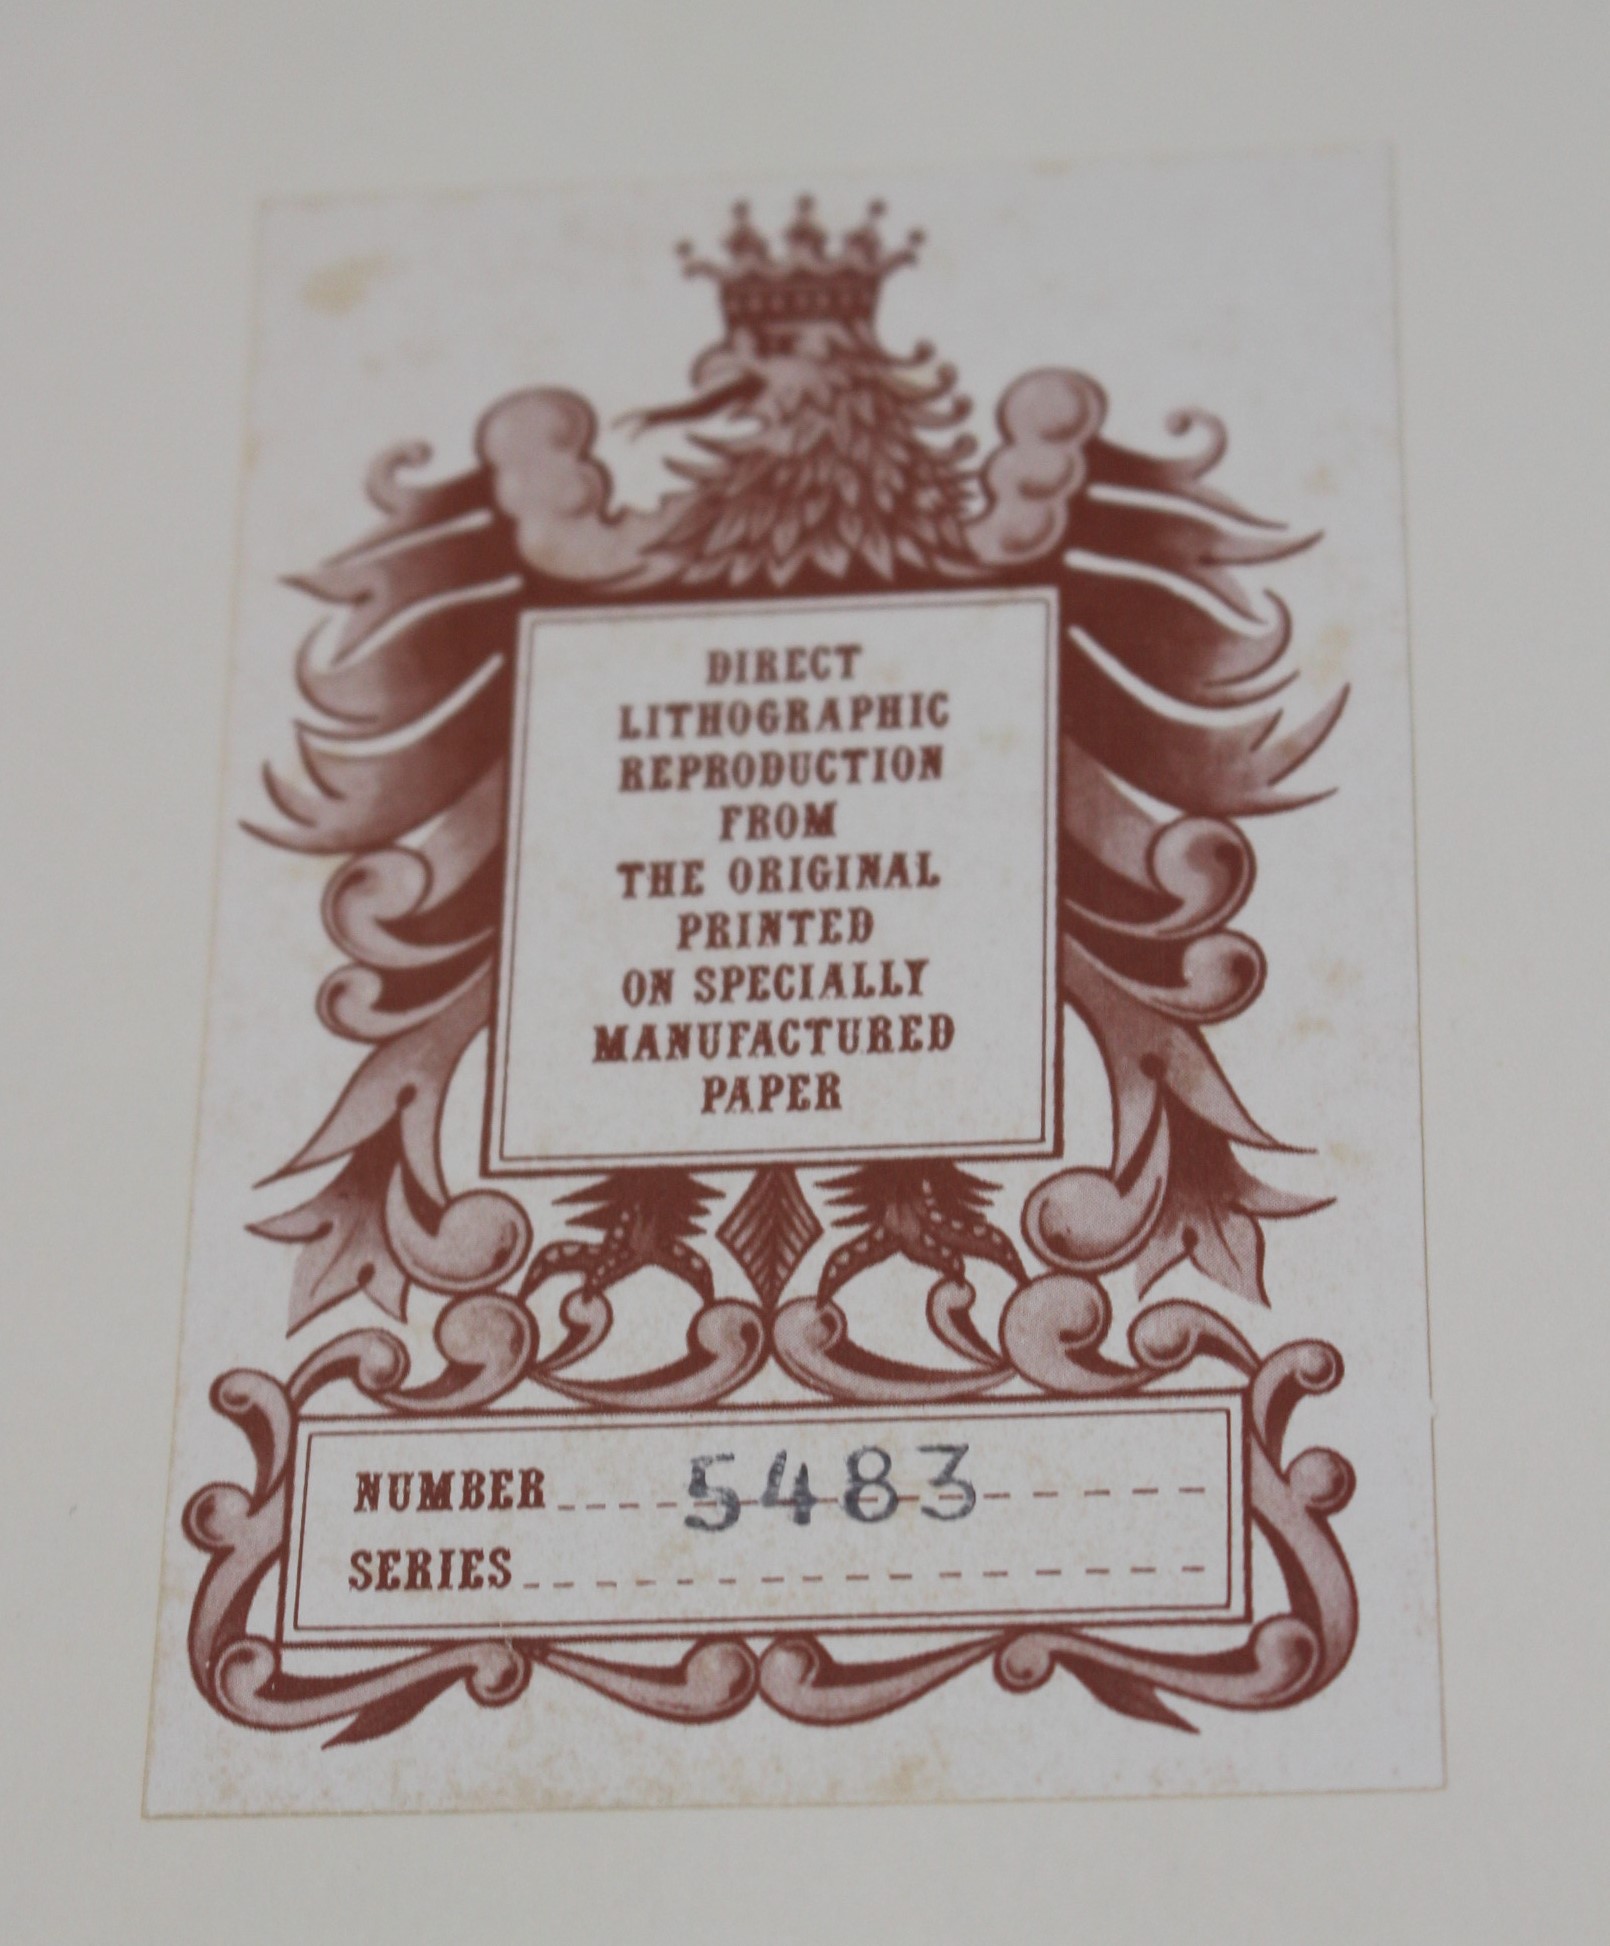 DIRECT
LITHOGRAPHIC
REPRODUCTION
FROM
THE ORIGINAL
PRINTED
ON SPECIALLY
MANUFACTURED
PAPER
NUMBER 5483
SERIES